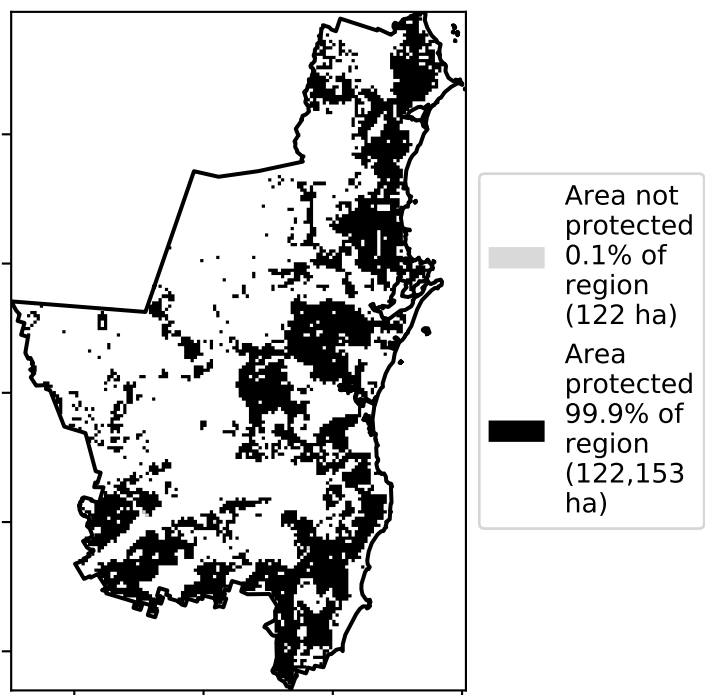 Area not
protected
0.1% of
region
(122 ha)
Area
protected
99.9% of
region
(122,153
ha)